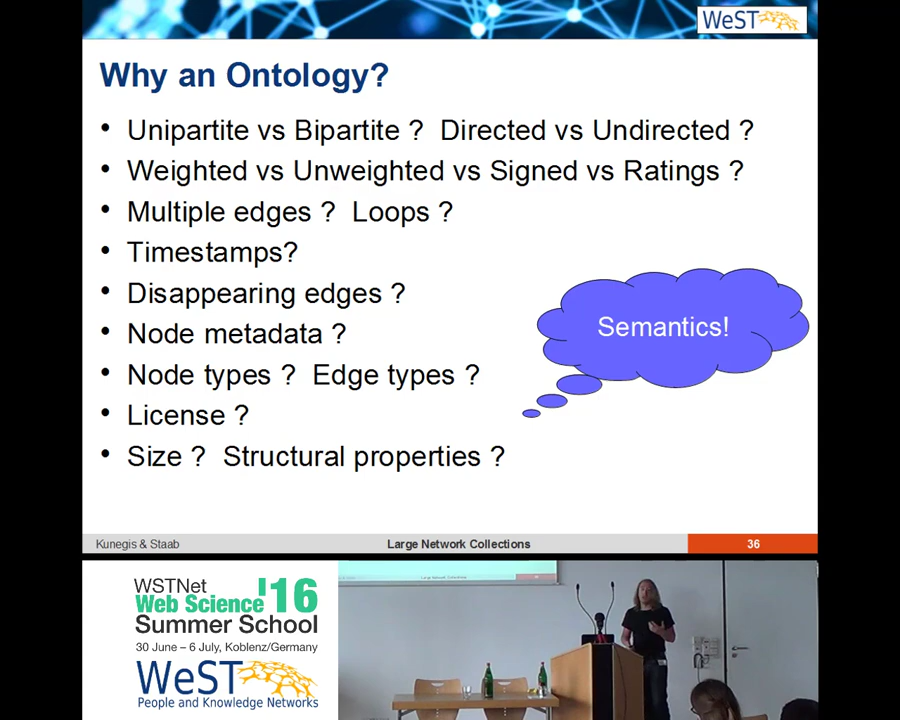 WeST
Why an Ontology?
• Unipartite vs Bipartite ? Directed vs Undirected ?
• Weighted vs Unweighted vs Signed vs Ratings ?
• Multiple edges ? Loops ?
• Timestamps?
• Disappearing edges ?
• Node metadata ?
• Node types ? Edge types ?
• License ?
• Size ? Structural properties ?
Semantics!
Kunegis & Staab
Large Network Collections
36
WSTNet
Web Science '16
Summer School
30 June – 6 July, Koblenz/Germany
WeST
People and Knowledge Networks
Large Network Collections